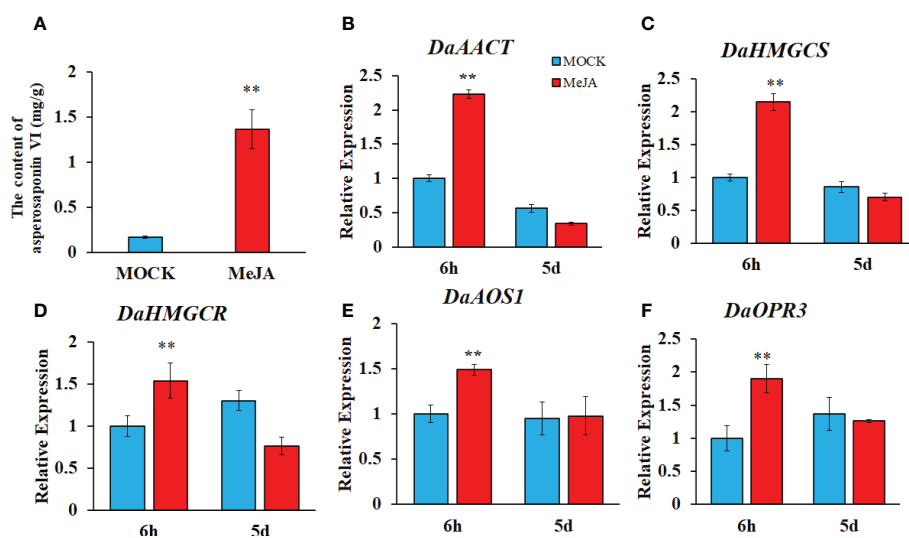 A
The content of
asperosaponin VI (mg/g)
2
1.5
1
0.5
0
**
MOCK
MeJA
B
DaAACT
Relative Expression
2.5
2
1.5
1
0.5
0
**
MOCK
MeJA
6h
5d
C
DaHMGCS
Relative Expression
2.5
2
1.5
1
0.5
0
**
6h
5d
D
DaHMGCR
Relative Expression
2
1.5
1
0.5
0
**
6h
5d
E
DaAOS1
Relative Expression
2
1.5
1
0.5
0
**
6h
5d
F
DaOPR3
Relative Expression
2.5
2
1.5
1
0.5
0
**
6h
5d